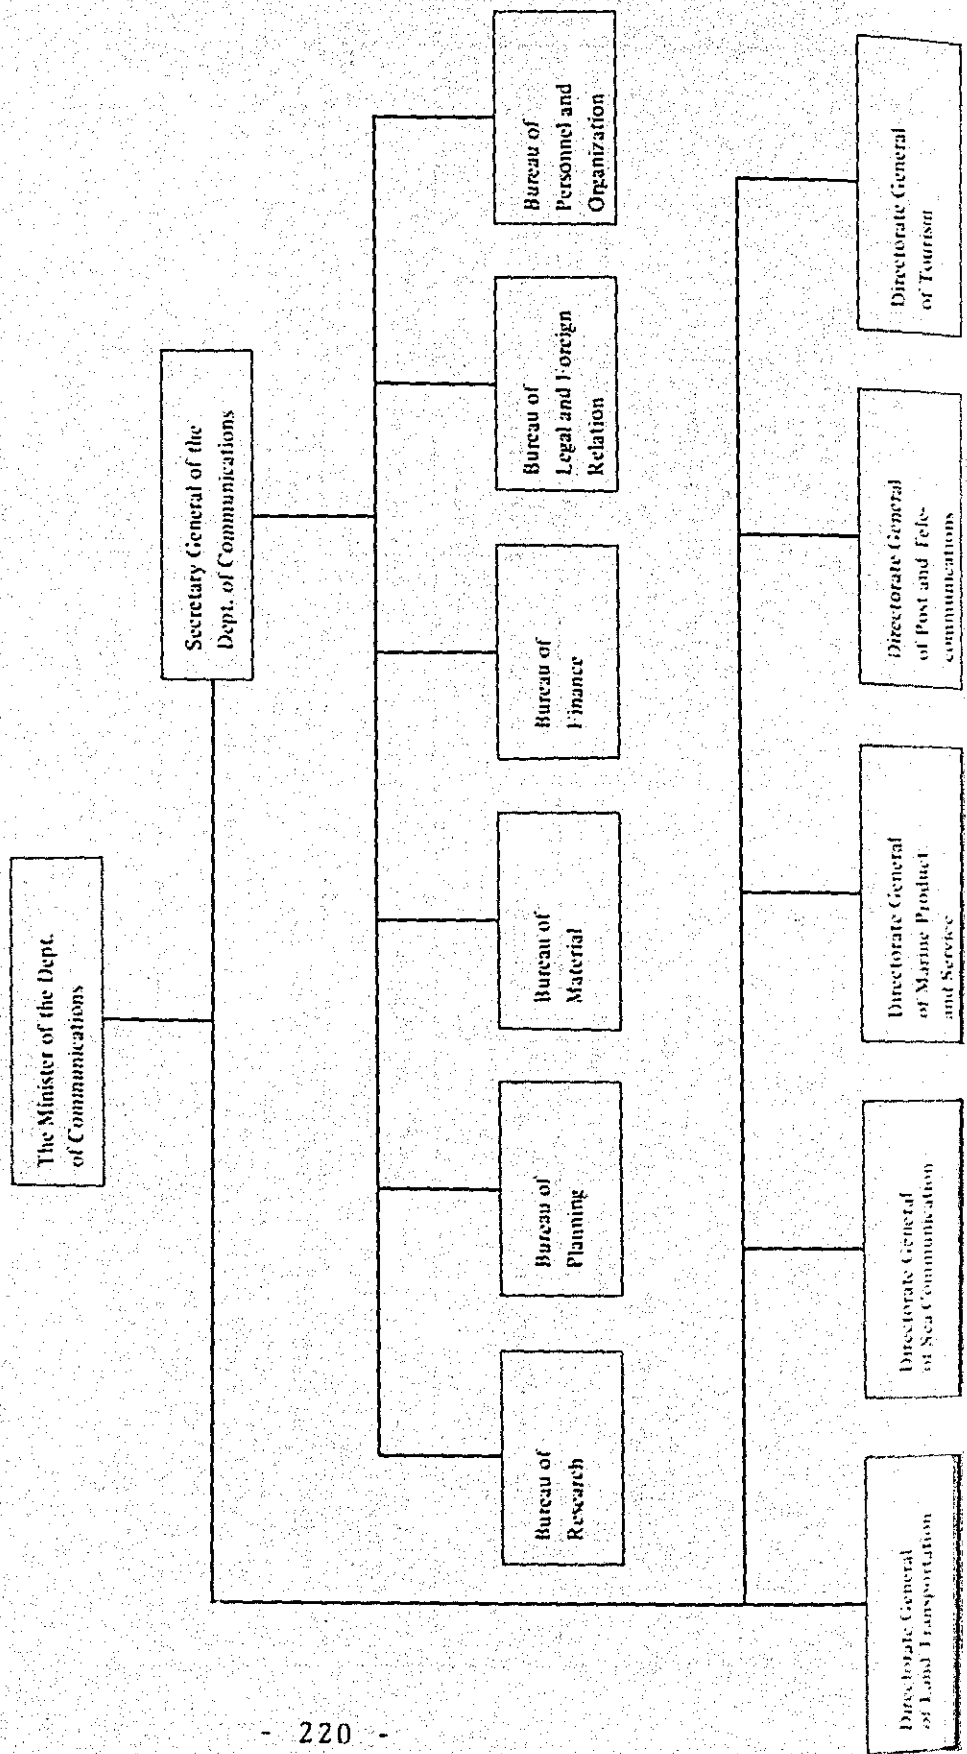 The Minister of the Dept.
of Communications
Secretary General of the
Dept. of Communications
Bureau of
Research
Bureau of
Planning
Bureau of
Material
Bureau of
Finance
Bureau of
Legal and Foreign
Relation
Bureau of
Personnel and
Organization
Directorate General
of Land Transportation
Directorate General
of Sea Communication
Directorate General
of Marine Product
and Service
Directorate General
of Post and Tele-
communications
Directorate General
of Tourism
- 220 -